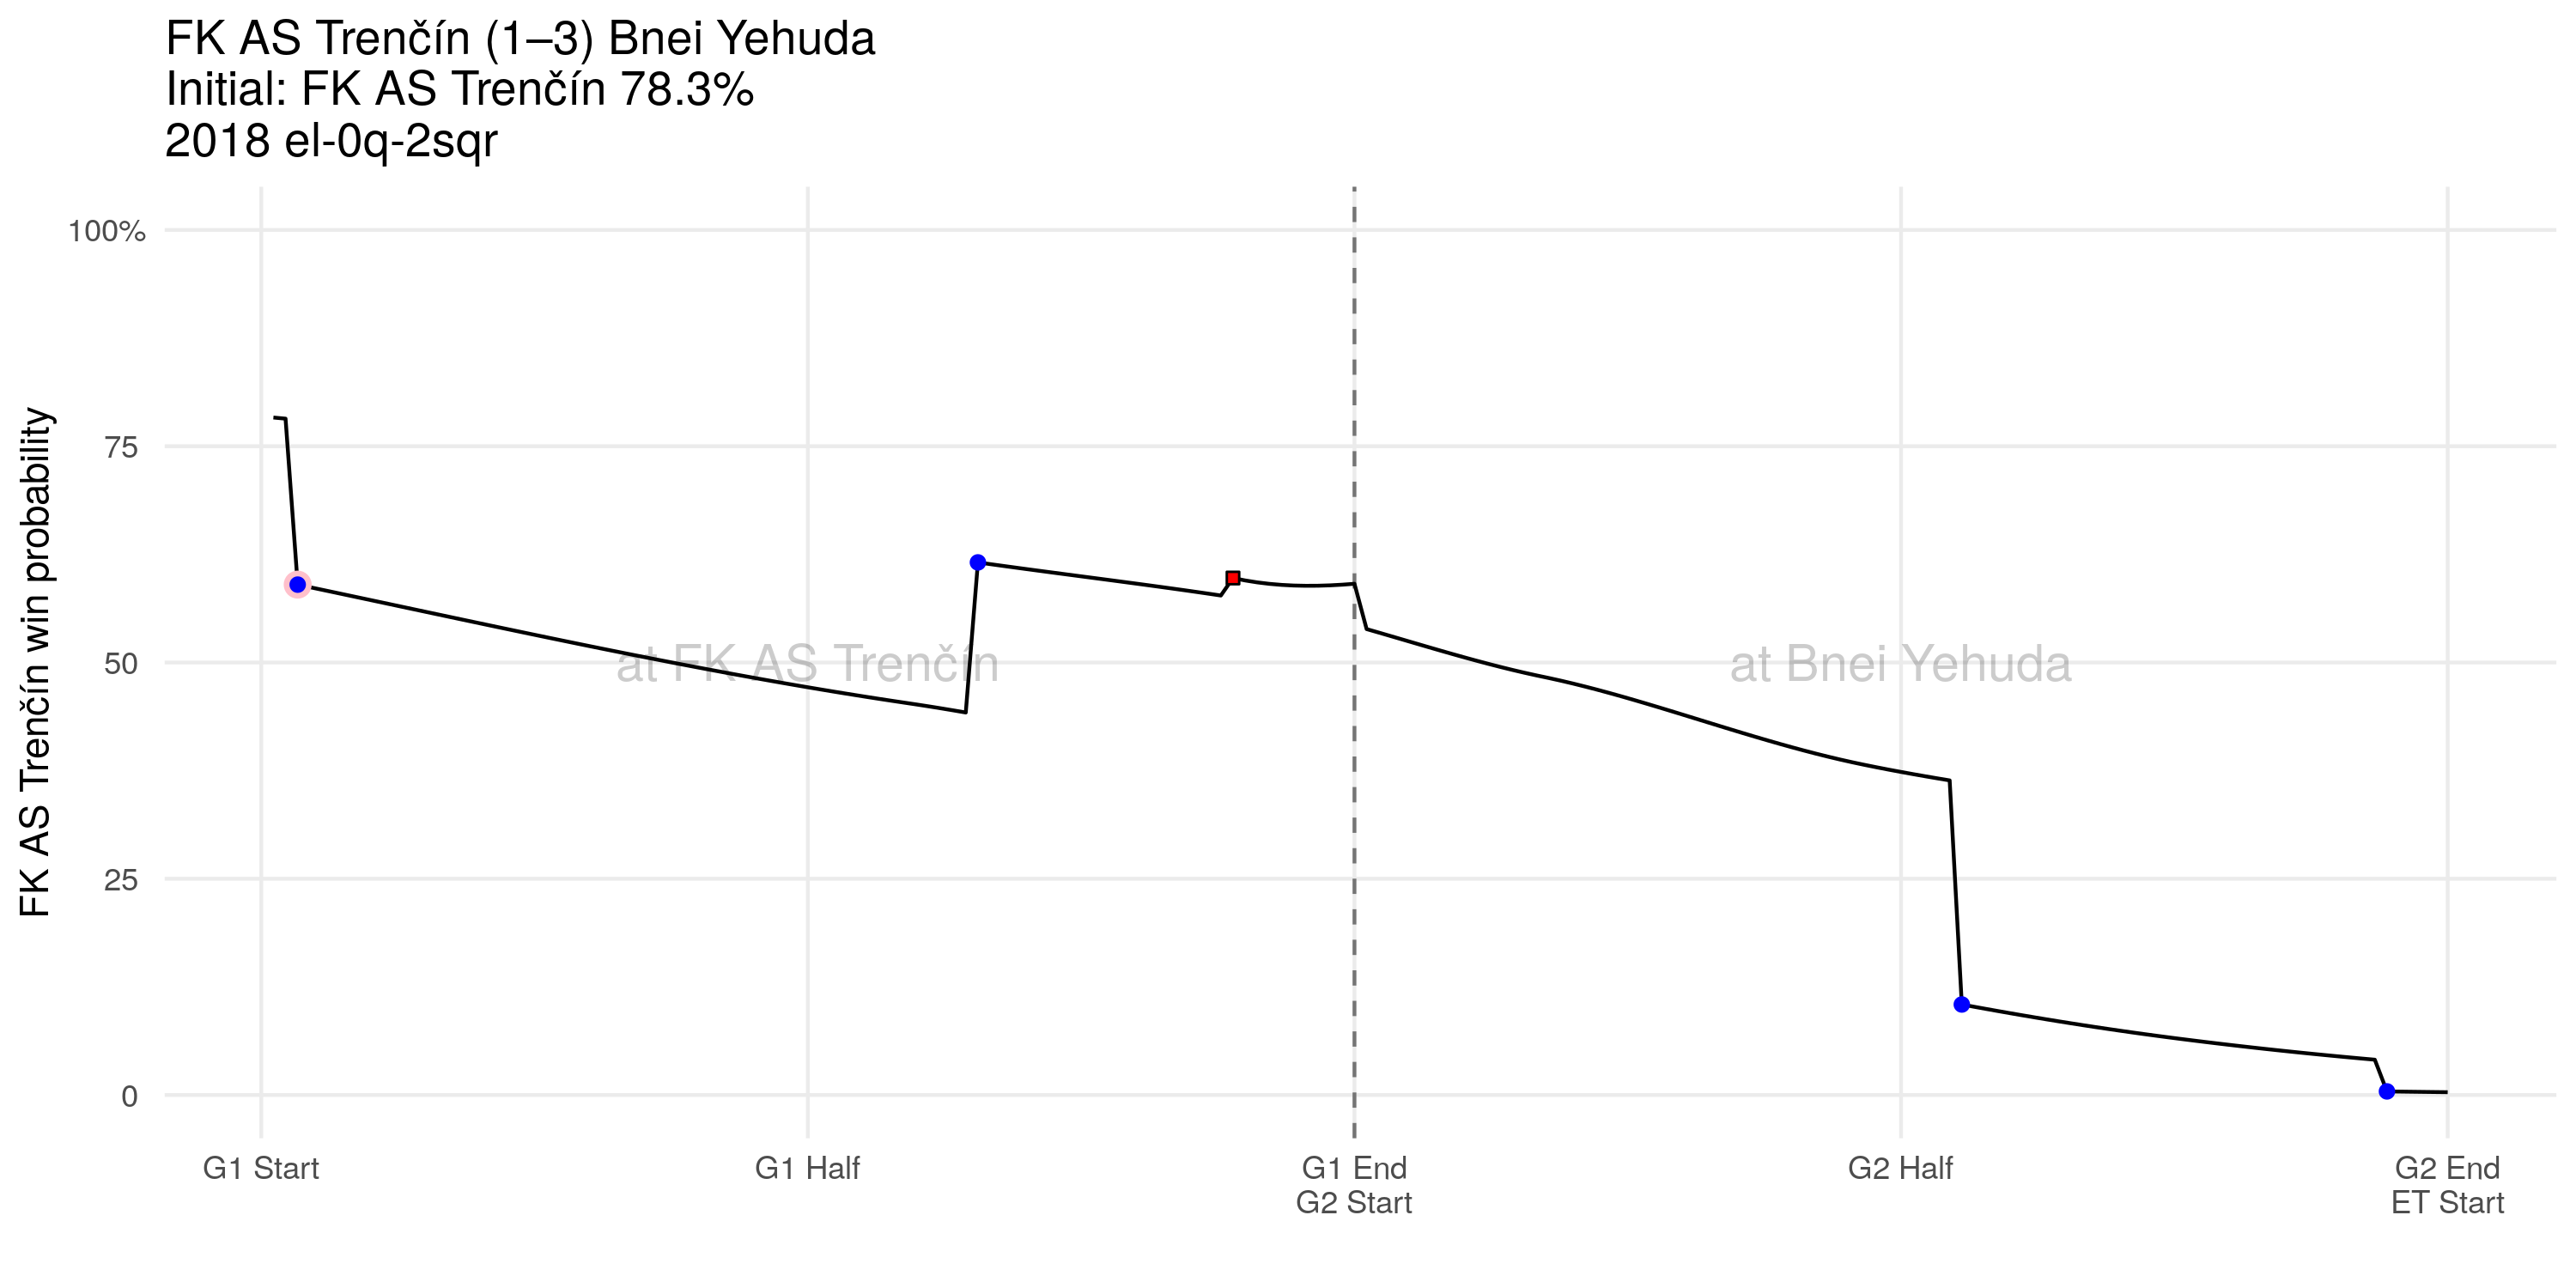 FK AS Trenčín (1–3) Bnei Yehuda
Initial: FK AS Trenčín 78.3%
2018 el-0q-2sqr
FK AS Trenčín win probability
100%
75
50
25
0
at FK AS Trenčín
at Bnei Yehuda
G1 Start
G1 Half
G1 End
G2 Start
G2 Half
G2 End
ET Start